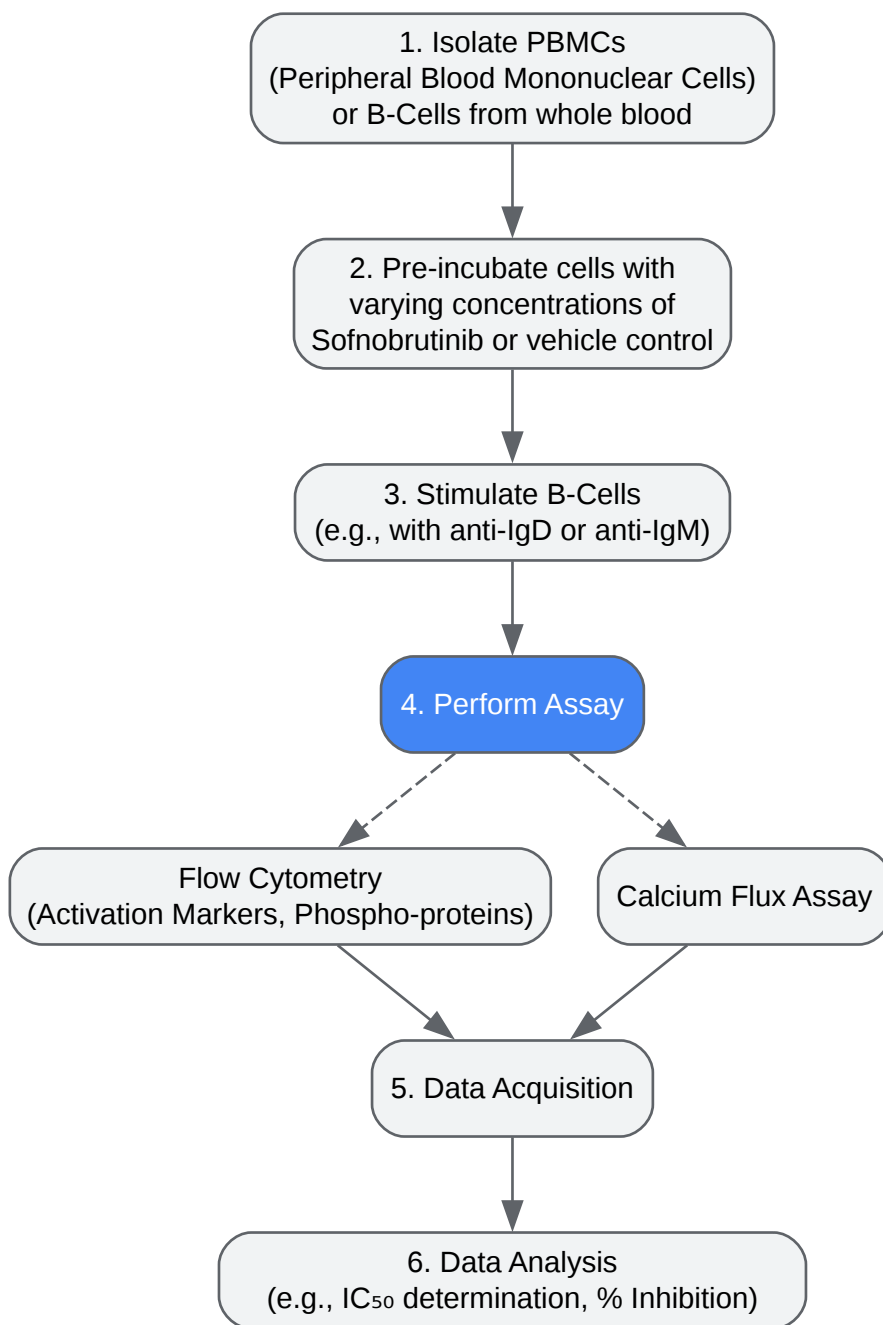 1. Isolate PBMCs
(Peripheral Blood Mononuclear Cells)
or B-Cells from whole blood
2. Pre-incubate cells with
varying concentrations of
Sofnobrutinib or vehicle control
3. Stimulate B-Cells
(e.g., with anti-IgD or anti-IgM)
4. Perform Assay
Flow Cytometry
(Activation Markers, Phospho-proteins)
Calcium Flux Assay
5. Data Acquisition
6. Data Analysis
(e.g., IC₅₀ determination, % Inhibition)